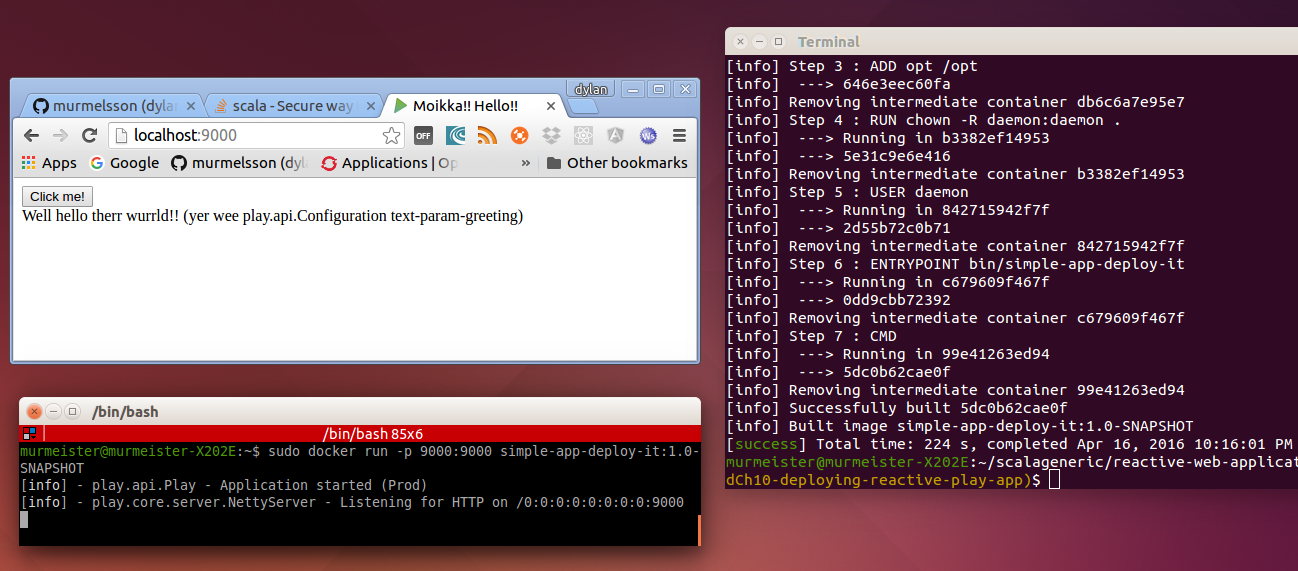 dylan
murmelsson (dyla
scala - Secure way
Moikka!! Hello!!
localhost:9000
OFF
Ws
Apps
Google
murmelsson (dyl
Applications | Op
»
Other bookmarks
Click me!
Well hello therr wurrld!! (yer wee play.api.Configuration text-param-greeting)
/bin/bash
/bin/bash 85x6
murmeister@murmeister-X202E:~$ sudo docker run -p 9000:9000 simple-app-deploy-it:1.0-
SNAPSHOT
[info] - play.api.Play - Application started (Prod)
[info] - play.core.server.NettyServer - Listening for HTTP on /0:0:0:0:0:0:0:0:9000
Terminal
[info] Step 3 : ADD opt /opt
[info]  ---> 646e3eec60fa
[info] Removing intermediate container db6c6a7e95e7
[info] Step 4 : RUN chown -R daemon:daemon .
[info]  ---> Running in b3382ef14953
[info]  ---> 5e31c9e6e416
[info] Removing intermediate container b3382ef14953
[info] Step 5 : USER daemon
[info]  ---> Running in 842715942f7f
[info]  ---> 2d55b72c0b71
[info] Removing intermediate container 842715942f7f
[info] Step 6 : ENTRYPOINT bin/simple-app-deploy-it
[info]  ---> Running in c679609f467f
[info]  ---> 0dd9cbb72392
[info] Removing intermediate container c679609f467f
[info] Step 7 : CMD
[info]  ---> Running in 99e41263ed94
[info]  ---> 5dc0b62cae0f
[info] Removing intermediate container 99e41263ed94
[info] Successfully built 5dc0b62cae0f
[info] Built image simple-app-deploy-it:1.0-SNAPSHOT
[success] Total time: 224 s, completed Apr 16, 2016 10:16:01 PM
murmeister@murmeister-X202E:~/scalageneric/reactive-web-applicat
dCh10-deploying-reactive-play-app)$